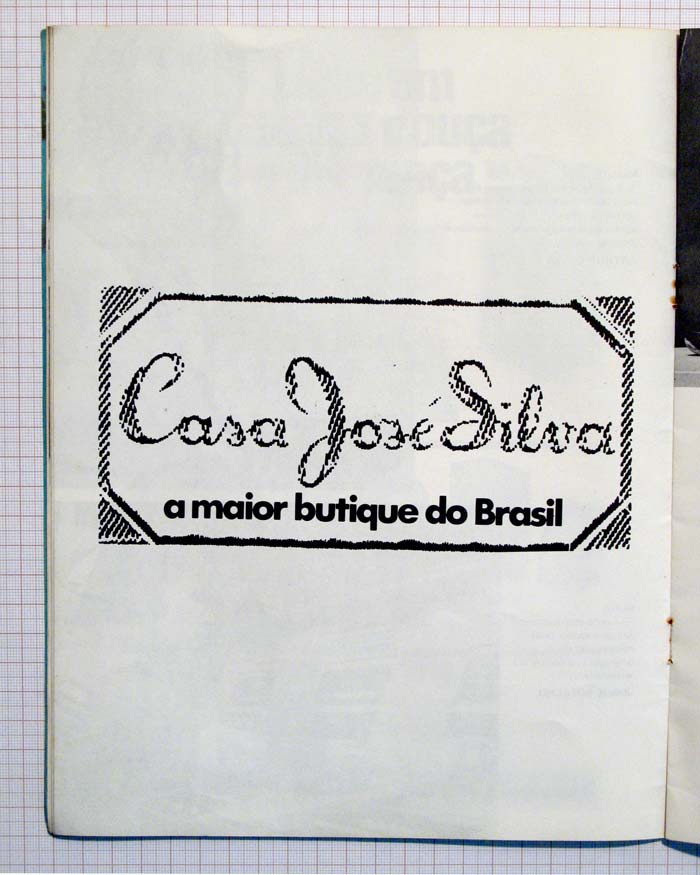 Casa José Silva
a maior butique do Brasil